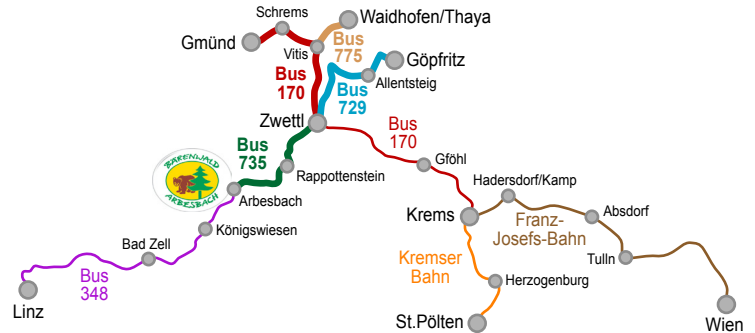 Schrems
Waidhofen/Thaya
Gmünd
Vitis
Bus
775
Göpfritz
Bus
170
Bus
729
Allentsteig
Zwettl
Bus
170
Bus
735
BÄRENWALD
ARBESBACH
Rappottenstein
Gföhl
Arbesbach
Hadersdorf/Kamp
Krems
Franz-
Josefs-Bahn
Absdorf
Königswiesen
Bad Zell
Kremser
Bahn
Tulln
Bus
348
Herzogenburg
Linz
St.Pölten
Wien